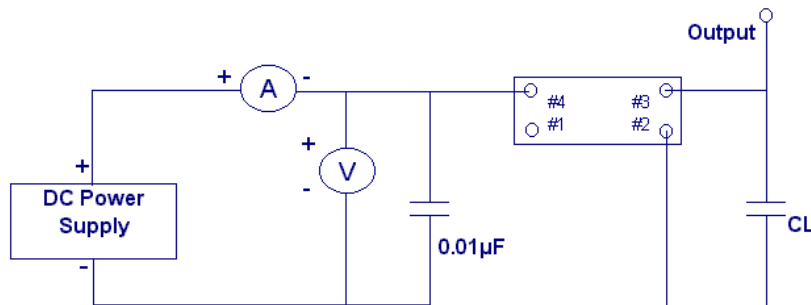 Output
+
A
-
#4
#3
#1
#2
+
V
-
+
DC Power
Supply
-
0.01µF
CL